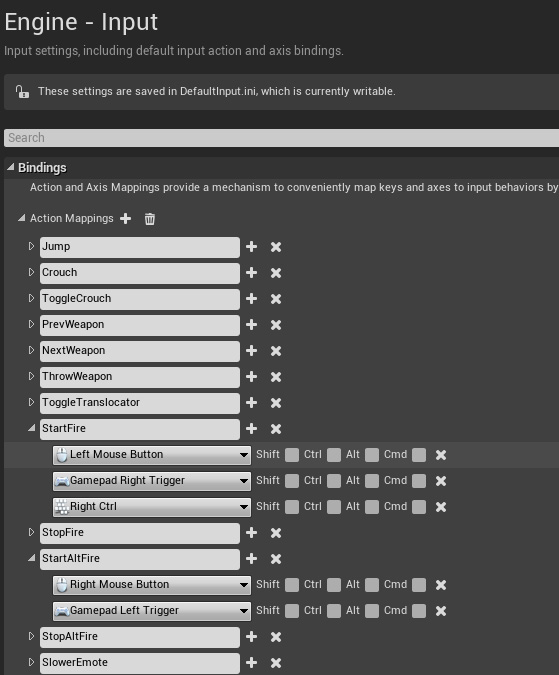 Engine - Input
Input settings, including default input action and axis bindings.
These settings are saved in DefaultInput.ini, which is currently writable.
Search
Bindings
Action and Axis Mappings provide a mechanism to conveniently map keys and axes to input behaviors by
Action Mappings
Jump
Crouch
ToggleCrouch
PrevWeapon
NextWeapon
ThrowWeapon
ToggleTranslocator
StartFire
Left Mouse Button Shift Ctrl Alt Cmd
Gamepad Right Trigger Shift Ctrl Alt Cmd
Right Ctrl Shift Ctrl Alt Cmd
StopFire
StartAltFire
Right Mouse Button Shift Ctrl Alt Cmd
Gamepad Left Trigger Shift Ctrl Alt Cmd
StopAltFire
SlowerEmote